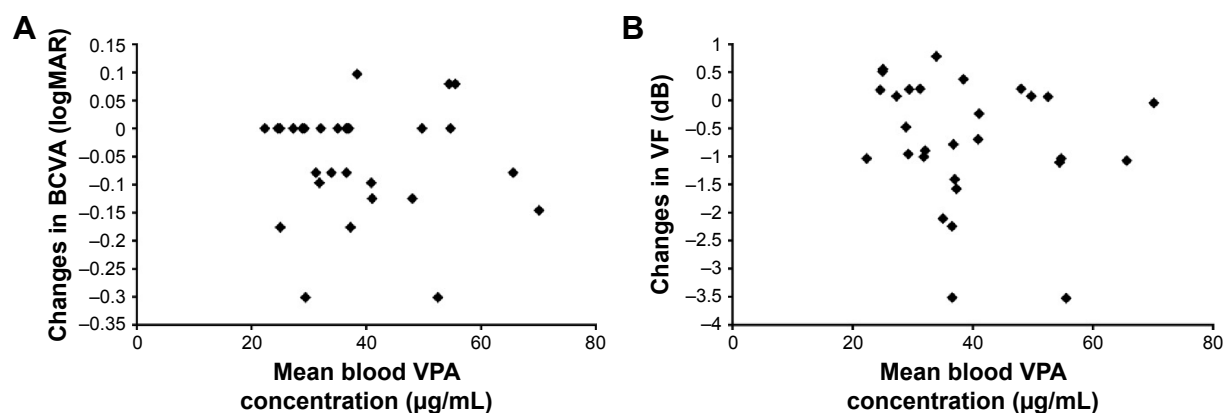 A
Changes in BCVA (logMAR)
0.15
0.1
0.05
0
–0.05
–0.1
–0.15
–0.2
–0.25
–0.3
–0.35
0 20 40 60 80
Mean blood VPA
concentration (µg/mL)
B
Changes in VF (dB)
1
0.5
0
–0.5
–1
–1.5
–2
–2.5
–3
–3.5
–4
0 20 40 60 80
Mean blood VPA
concentration (µg/mL)